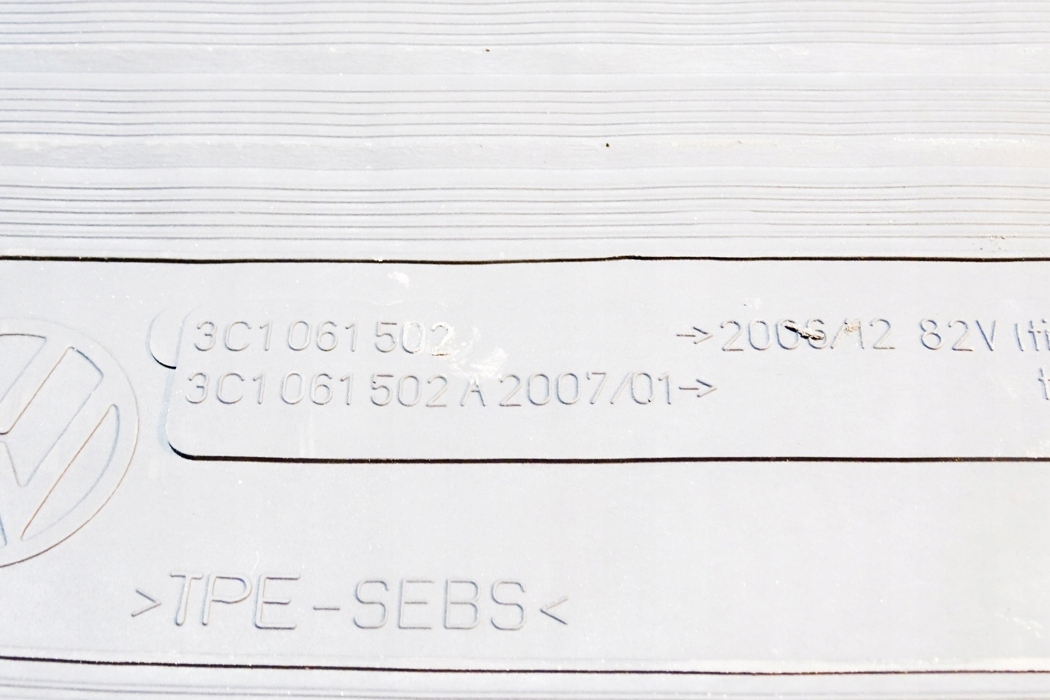 3C1 061 502 →2006/12 82V
3C1 061 502 A 2007/01→
>TPE-SEBS<